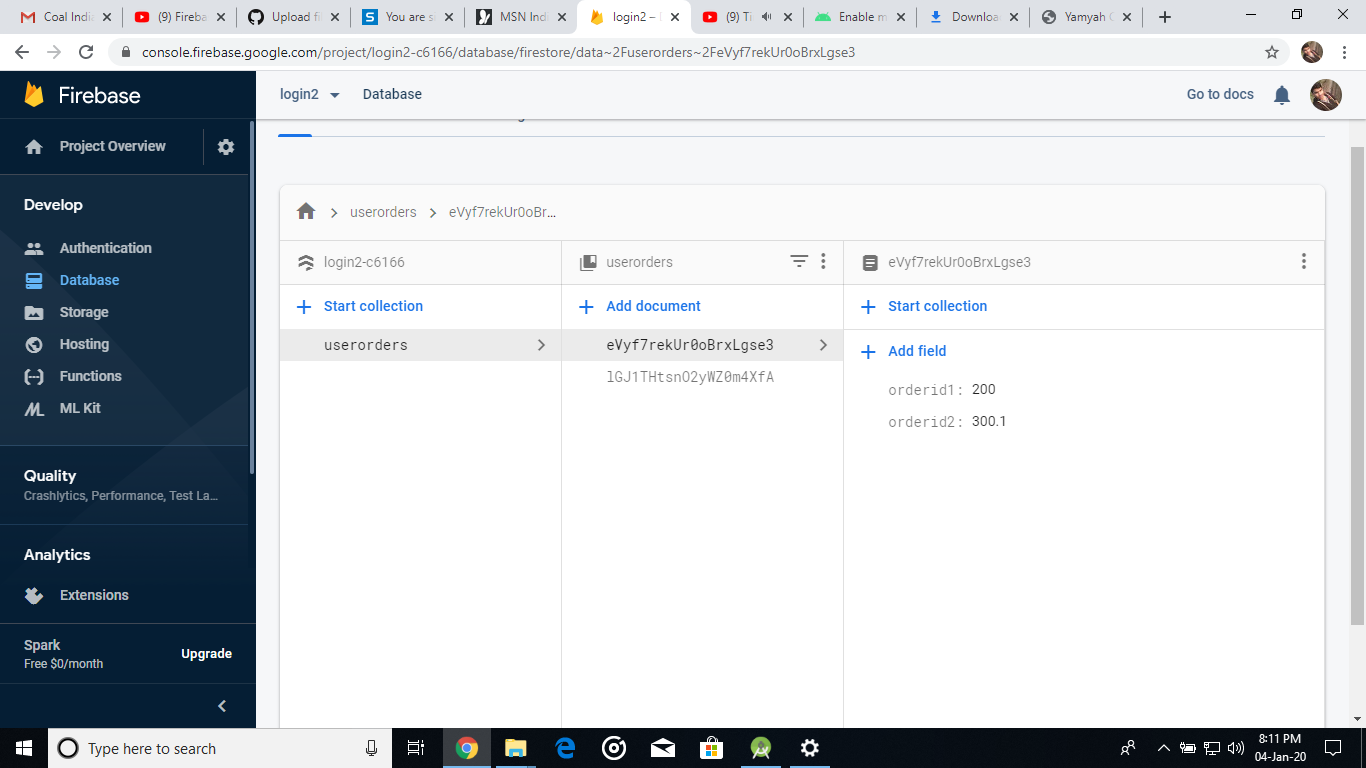 Coal Indi
(9) Fireba
Upload fi
You are s
MSN Indi
login2 –
(9) Ti
Enable m
Downloa
Yamyah
console.firebase.google.com/project/login2-c6166/database/firestore/data~2Fuserorders~2FeVyf7rekUr0oBrxLgse3
Firebase
login2
Database
Go to docs
Project Overview
Develop
Authentication
Database
Storage
Hosting
Functions
ML Kit
Quality
Crashlytics, Performance, Test La...
Analytics
Extensions
Spark
Free $0/month
Upgrade
userorders
eVyf7rekUr0oBr...
login2-c6166
userorders
eVyf7rekUr0oBrxLgse3
Start collection
Add document
Start collection
userorders
eVyf7rekUr0oBrxLgse3
lGJ1THtsnO2yWZ0m4XfA
Add field
orderid1: 200
orderid2: 300.1
Type here to search
8:11 PM
04-Jan-20